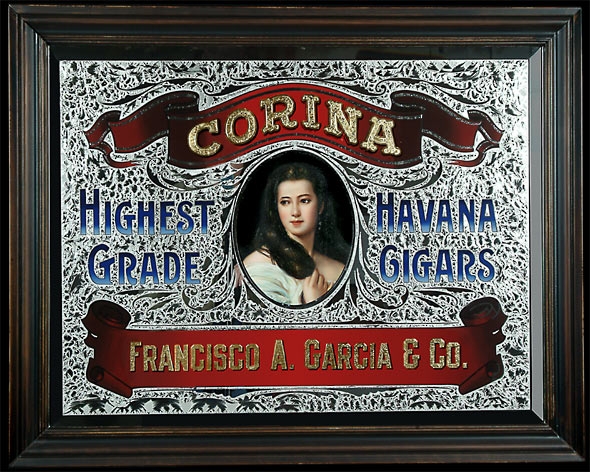 CORINA
HIGHEST GRADE
HAVANA CIGARS
FRANCISCO A. GARCIA & CO.